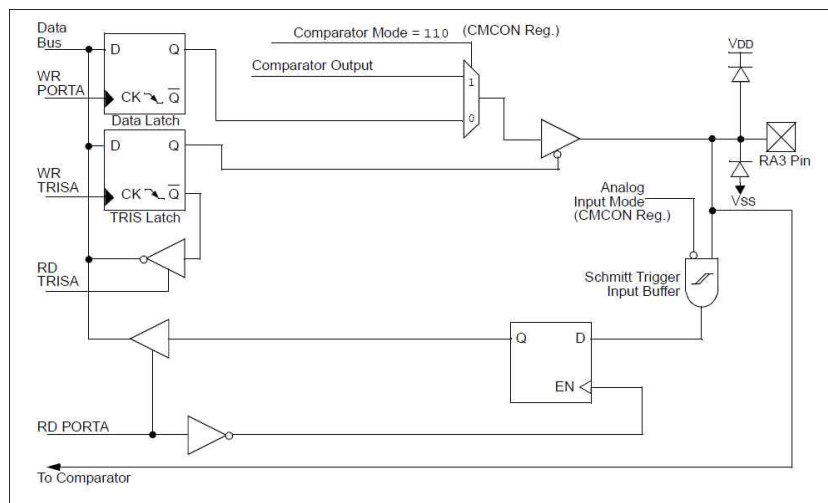 Data
Bus
D Q
WR
PORTA
CK Q
Data Latch
D Q
WR
TRISA
CK Q
TRIS Latch
RD
TRISA
Comparator Mode = 110 (CMCON Reg.)
Comparator Output
1
0
VDD
RA3 Pin
VSS
Analog
Input Mode
(CMCON Reg.)
Schmitt Trigger
Input Buffer
Q D
EN
RD PORTA
To Comparator